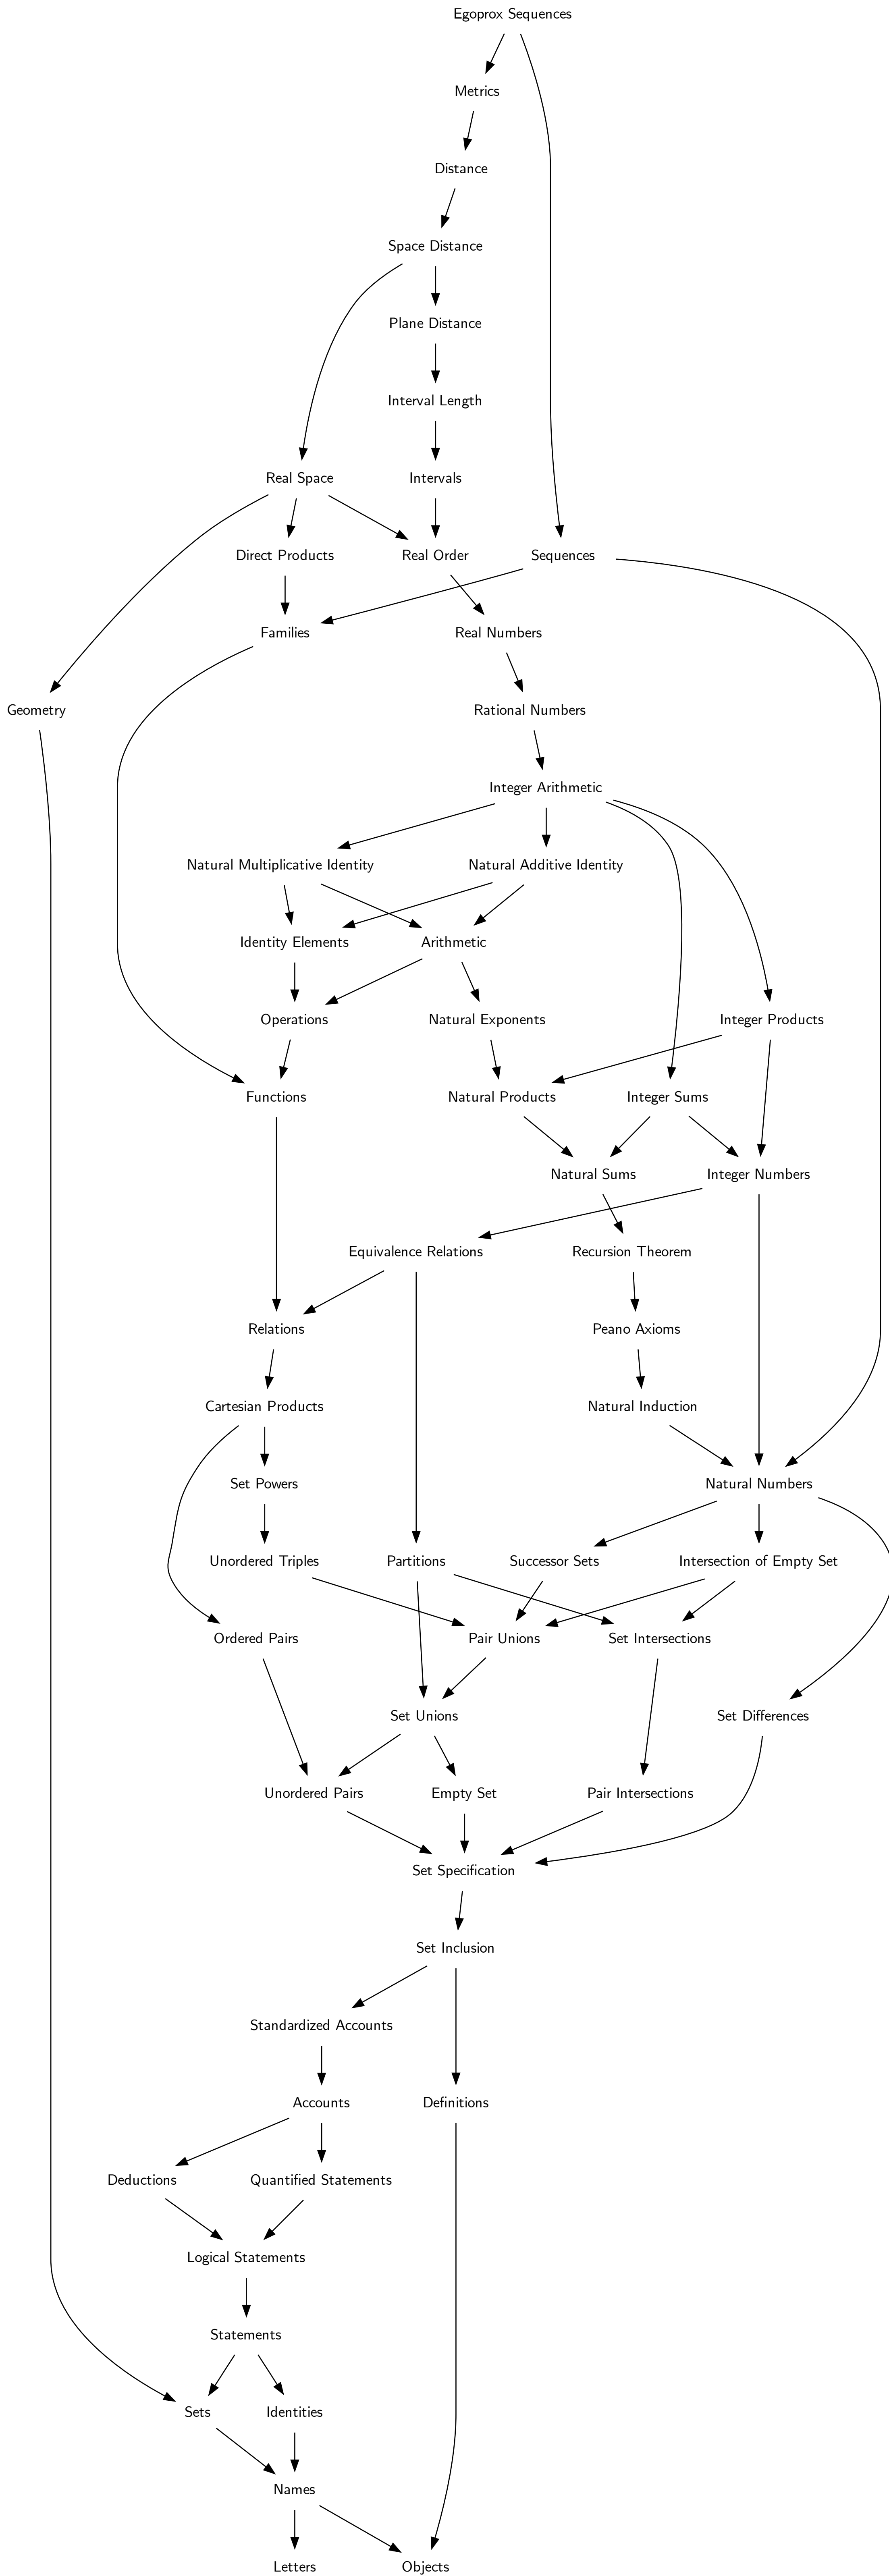 Egoprox Sequences
Metrics
Distance
Space Distance
Plane Distance
Interval Length
Real Space
Intervals
Direct Products
Real Order
Sequences
Families
Real Numbers
Geometry
Rational Numbers
Integer Arithmetic
Natural Multiplicative Identity
Natural Additive Identity
Identity Elements
Arithmetic
Operations
Natural Exponents
Integer Products
Functions
Natural Products
Integer Sums
Natural Sums
Integer Numbers
Equivalence Relations
Recursion Theorem
Relations
Peano Axioms
Cartesian Products
Natural Induction
Set Powers
Natural Numbers
Unordered Triples
Partitions
Successor Sets
Intersection of Empty Set
Ordered Pairs
Pair Unions
Set Intersections
Set Unions
Set Differences
Unordered Pairs
Empty Set
Pair Intersections
Set Specification
Set Inclusion
Standardized Accounts
Accounts
Definitions
Deductions
Quantified Statements
Logical Statements
Statements
Sets
Identities
Names
Letters
Objects